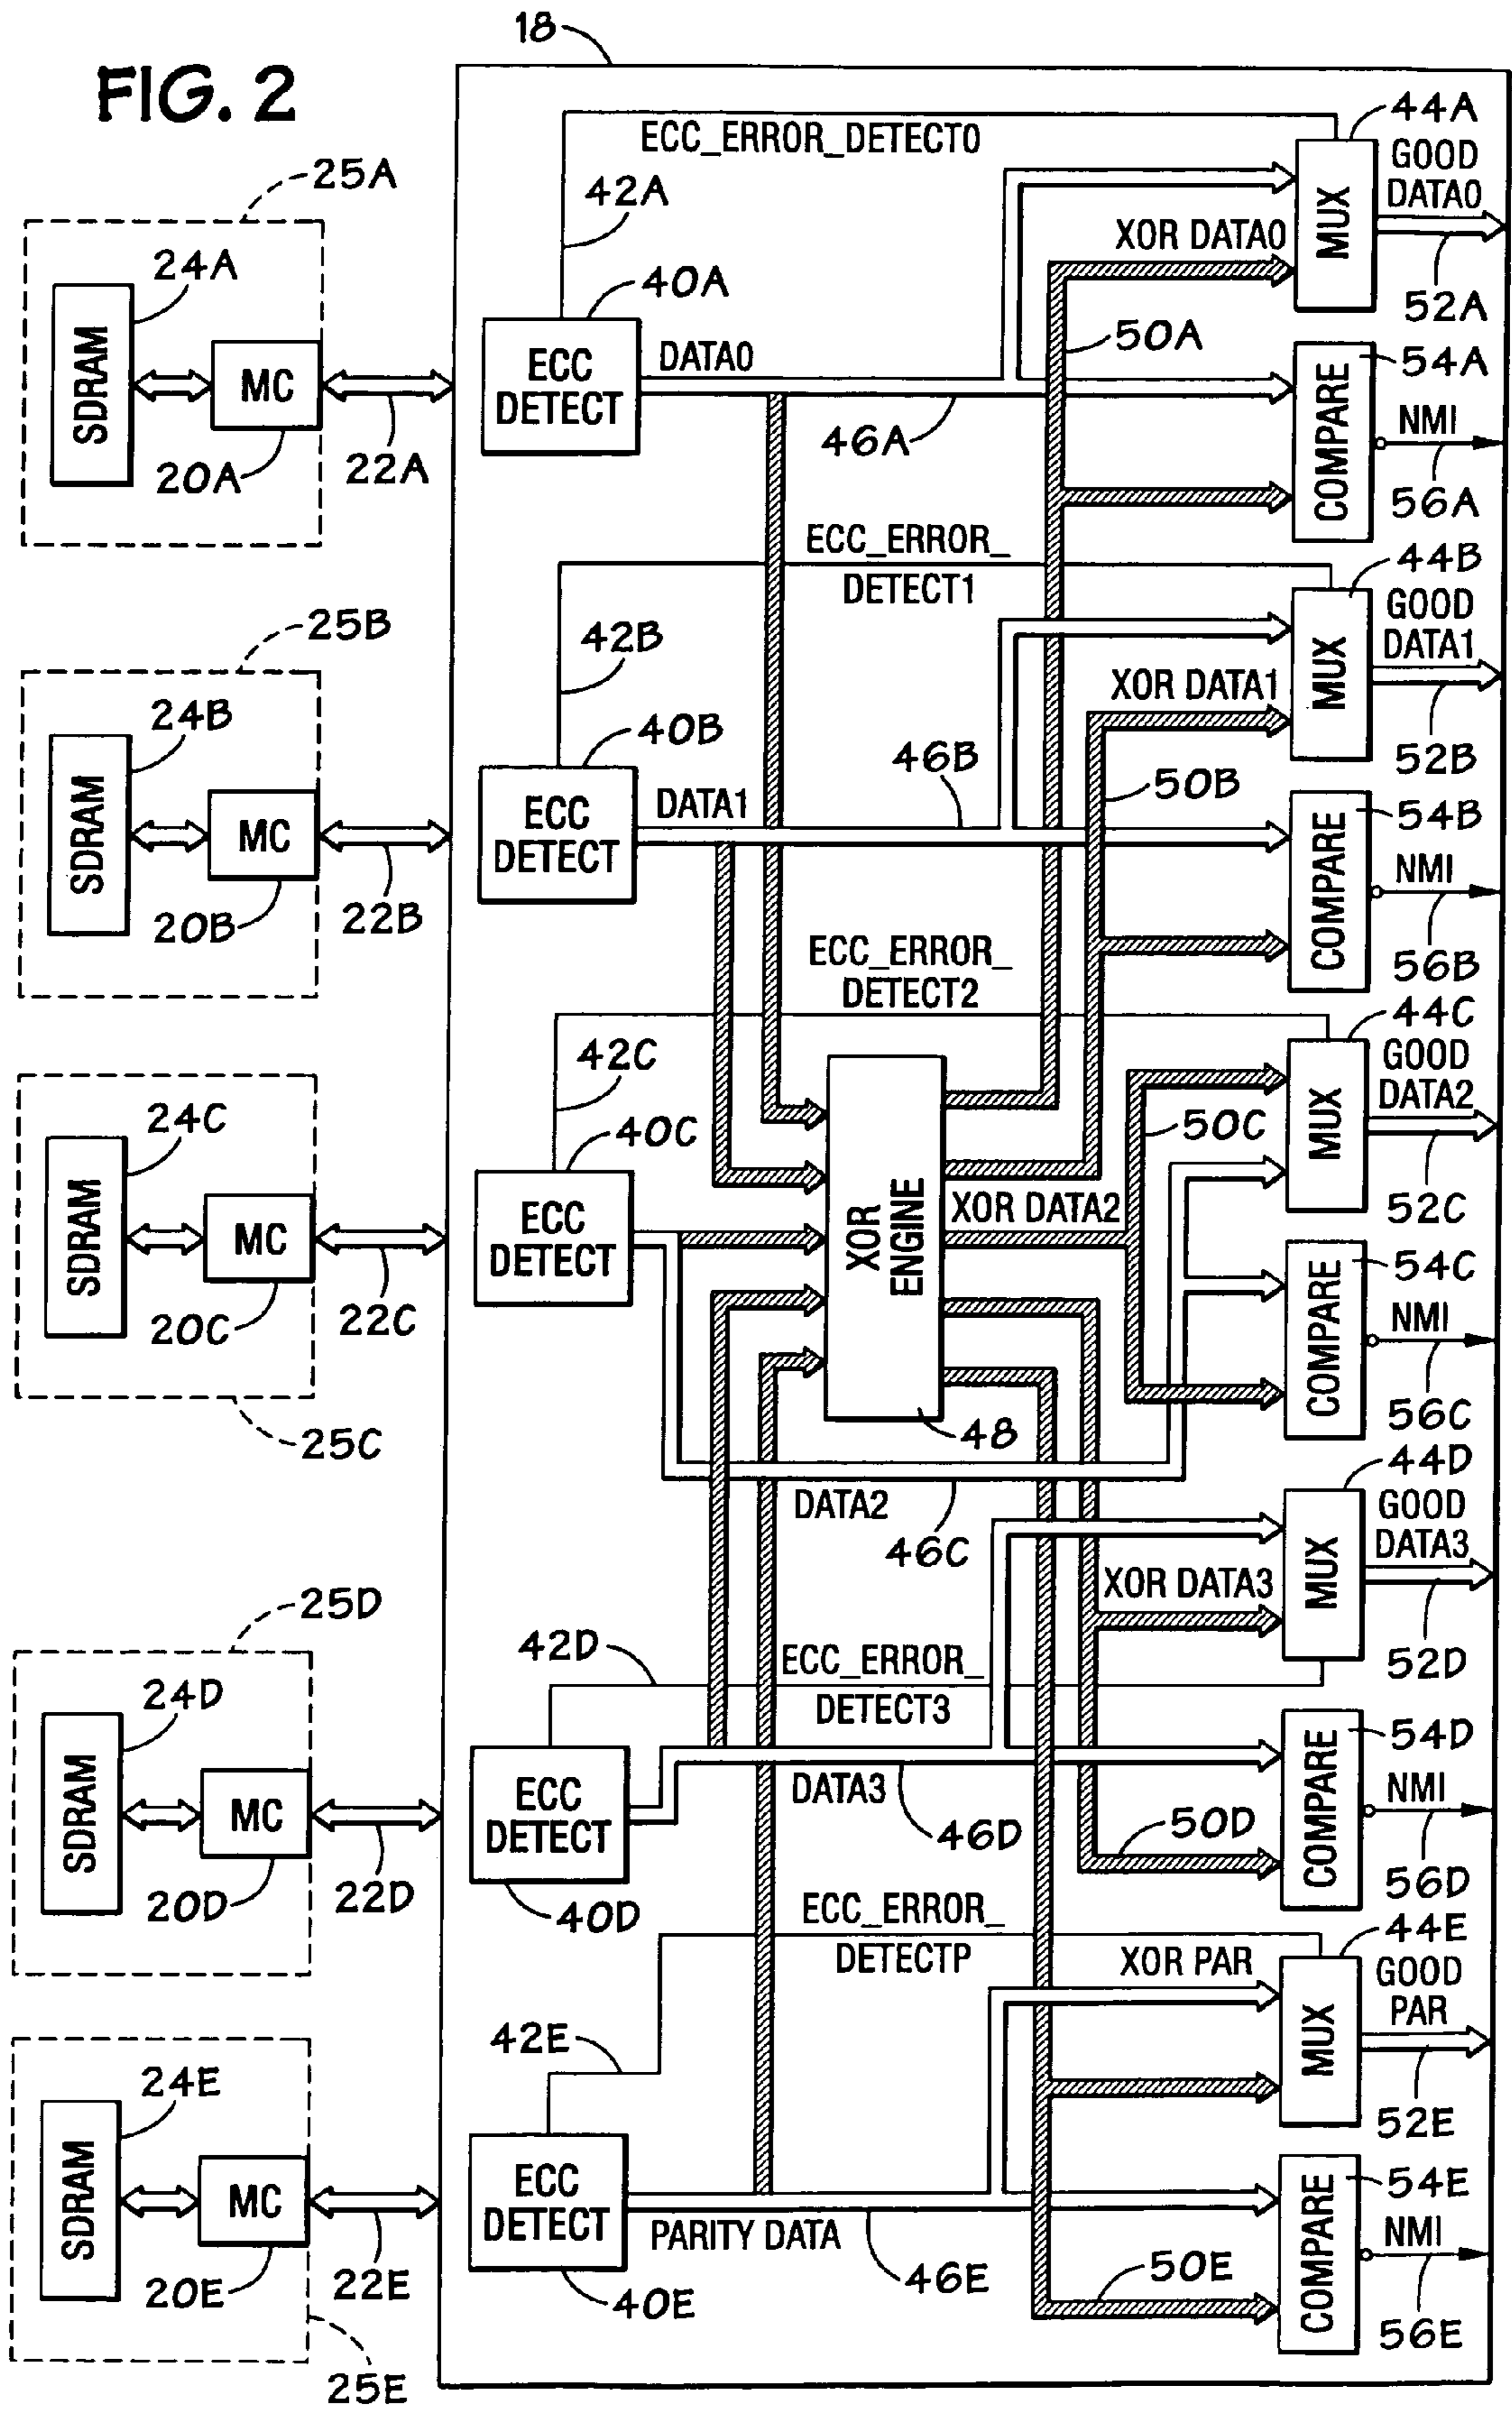 FIG. 2
18
ECC_ERROR_DETECT0
44A
GOOD
DATA0
25A
42A
XOR DATA0
MUX
24A
40A
52A
SDRAM
MC
ECC
DETECT
DATA0
50A
54A
COMPARE
NMI
20A
22A
46A
56A
ECC_ERROR_
DETECT1
44B
GOOD
DATA1
25B
42B
XOR DATA1
MUX
24B
40B
46B
50B
52B
SDRAM
MC
ECC
DETECT
DATA1
54B
COMPARE
NMI
20B
22B
56B
ECC_ERROR_
DETECT2
44C
GOOD
DATA2
42C
MUX
24C
40C
50C
SDRAM
MC
ECC
DETECT
XOR
ENGINE
XOR DATA2
52C
54C
COMPARE
NMI
20C
22C
56C
25C
48
44D
DATA2
46C
GOOD
DATA3
MUX
25D
XOR DATA3
42D
ECC_ERROR_
DETECT3
52D
24D
54D
SDRAM
MC
ECC
DETECT
DATA3
46D
50D
COMPARE
NMI
20D
22D
40D
56D
ECC_ERROR_
DETECTP
44E
XOR PAR
GOOD
PAR
MUX
42E
24E
52E
SDRAM
MC
ECC
DETECT
PARITY DATA
54E
COMPARE
NMI
20E
22E
40E
46E
50E
56E
25E